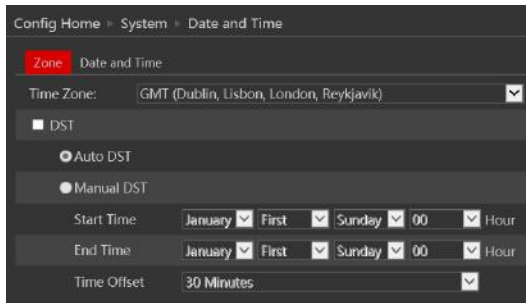 Config Home System Date and Time
Zone Date and Time
Time Zone: GMT (Dublin, Lisbon, London, Reykjavik)
DST
Auto DST
Manual DST
Start Time January First Sunday 00 Hour
End Time January First Sunday 00 Hour
Time Offset 30 Minutes